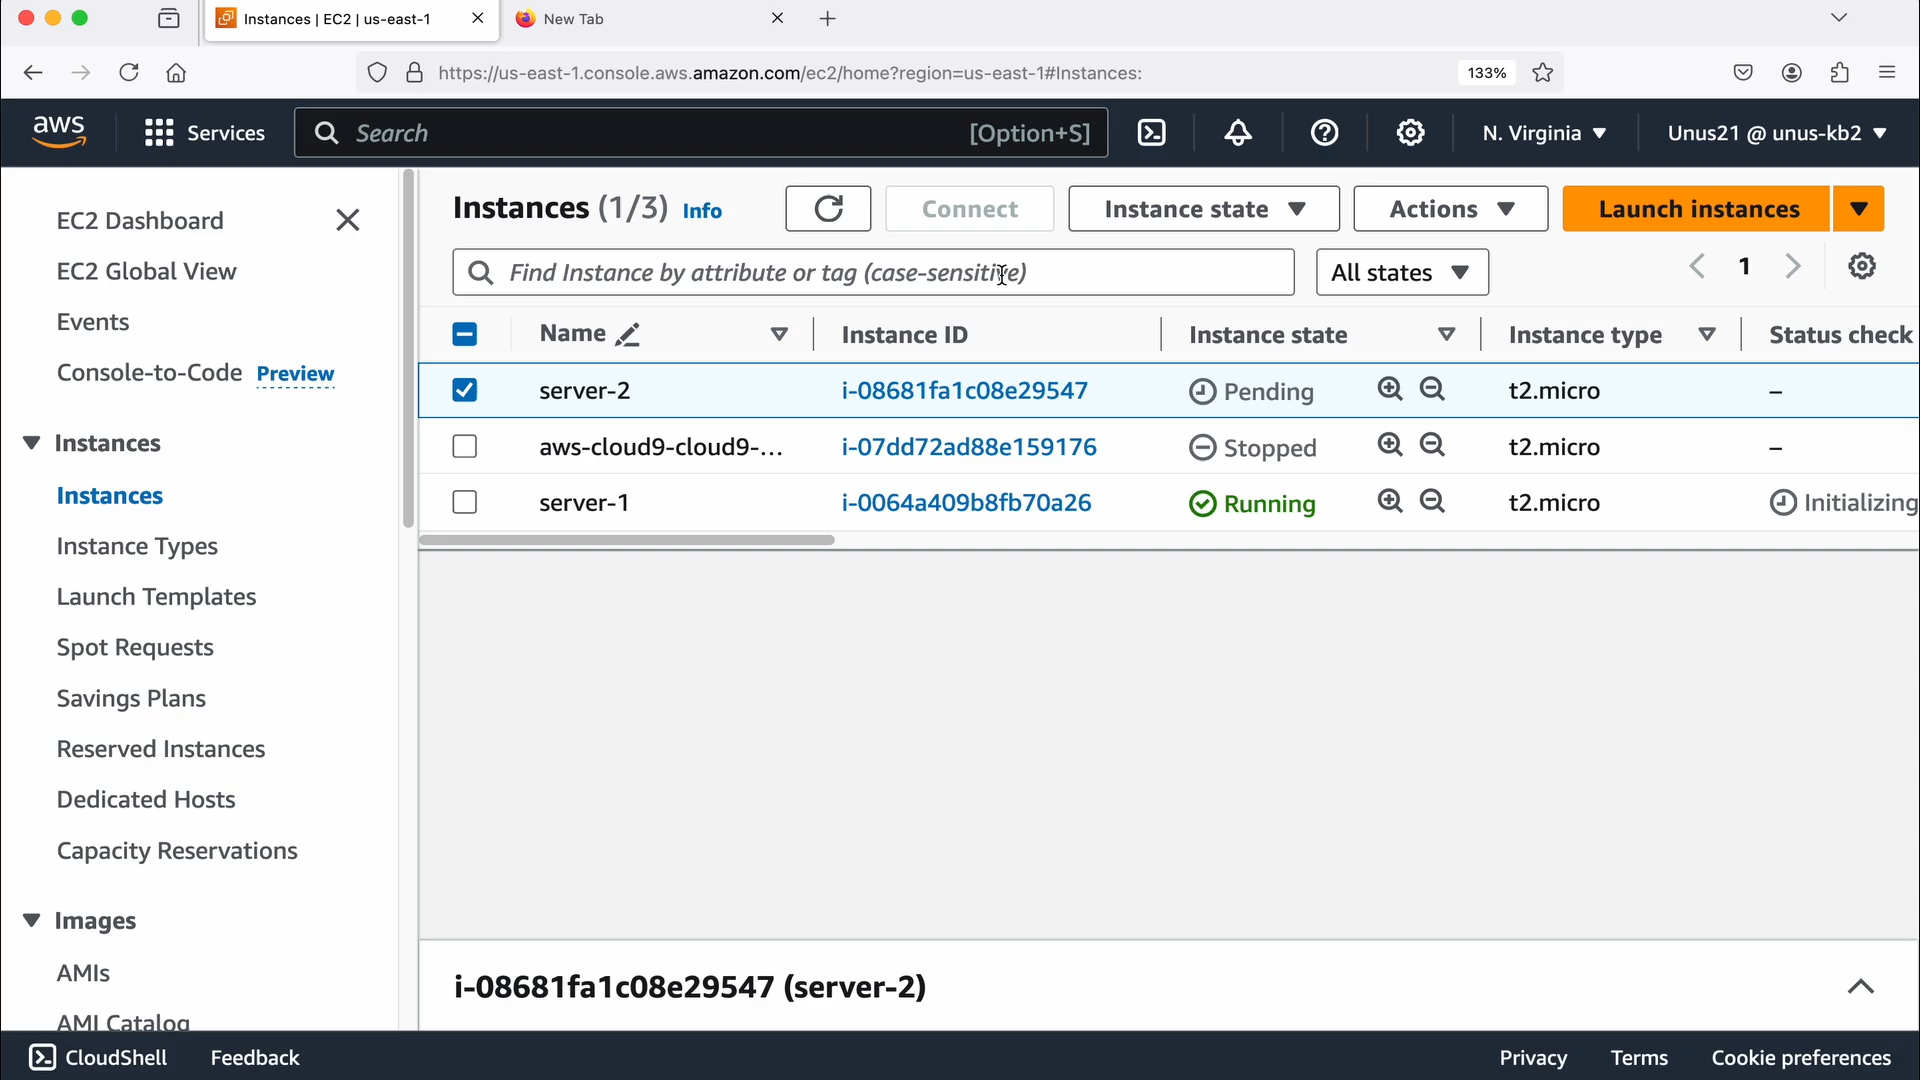 Instances | EC2 | us-east-1
New Tab
https://us-east-1.console.aws.amazon.com/ec2/home?region=us-east-1#Instances:
133%
aws
Services
Search
[Option+S]
N. Virginia
Unus21 @ unus-kb2
EC2 Dashboard
EC2 Global View
Events
Console-to-Code Preview
Instances
Instances
Instance Types
Launch Templates
Spot Requests
Savings Plans
Reserved Instances
Dedicated Hosts
Capacity Reservations
Images
AMIs
AMI Catalog
Instances (1/3) Info
Connect
Instance state
Actions
Launch instances
Find Instance by attribute or tag (case-sensitive)
All states
1
Name
Instance ID
Instance state
Instance type
Status check
server-2 i-08681fa1c08e29547 Pending t2.micro –
aws-cloud9-cloud9-... i-07dd72ad88e159176 Stopped t2.micro –
server-1 i-0064a409b8fb70a26 Running t2.micro Initializing
i-08681fa1c08e29547 (server-2)
CloudShell
Feedback
Privacy
Terms
Cookie preferences